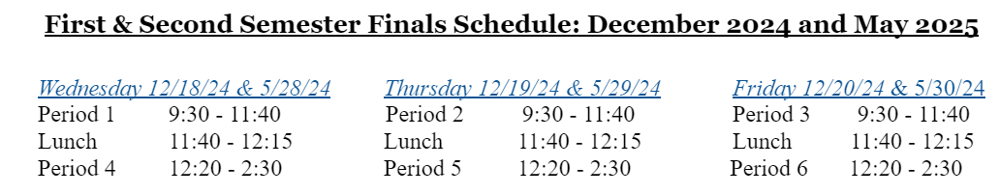 First & Second Semester Finals Schedule: December 2024 and May 2025
Wednesday 12/18/24 & 5/28/24 Thursday 12/19/24 & 5/29/24 Friday 12/20/24 & 5/30/24
Period 1 9:30 - 11:40 Period 2 9:30 - 11:40 Period 3 9:30 - 11:40
Lunch 11:40 - 12:15 Lunch 11:40 - 12:15 Lunch 11:40 - 12:15
Period 4 12:20 - 2:30 Period 5 12:20 - 2:30 Period 6 12:20 - 2:30